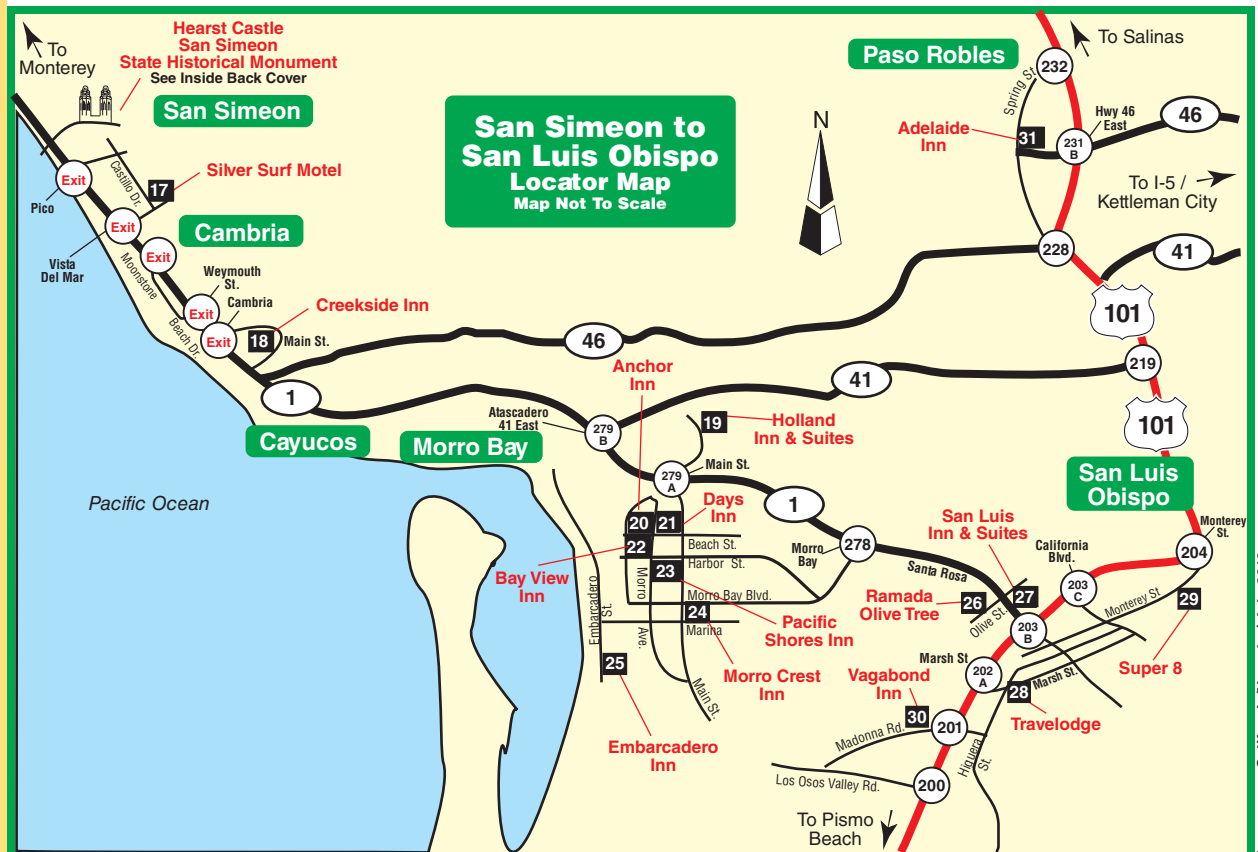 To
Monterey
Hearst Castle
San Simeon
State Historical Monument
See Inside Back Cover
San Simeon
San Simeon to
San Luis Obispo
Locator Map
Map Not To Scale
N
Paso Robles
To Salinas
232
Spring St.
Hwy 46
East
46
Adelaide
Inn
31
231
B
To I-5 /
Kettleman City
228
41
101
219
101
Exit
Pico
Castillo Dr.
17
Silver Surf Motel
Exit
Vista
Del Mar
Cambria
Exit
Moonstone
Beach Dr.
Weymouth
St.
Exit
Cambria
Exit
18
Main St.
Creekside Inn
46
1
41
Cayucos
Morro Bay
Pacific Ocean
Atascadero
41 East
279
B
Anchor
Inn
19
Holland
Inn & Suites
279
A
Main St.
1
20
21
Days
Inn
Beach St.
22
Harbor St.
Bay View
Inn
23
Morro
Ave.
Morro Bay Blvd.
Pacific
Shores Inn
24
Marina
Morro Crest
Inn
Embarcadero
St.
25
Embarcadero
Inn
Main St.
Morro
Bay
278
Santa Rosa
San Luis
Obispo
San Luis
Inn & Suites
California
Blvd.
Monterey
St.
204
203
C
Ramada
Olive Tree
26
27
Olive St.
203
B
Monterey St
29
Super 8
Marsh St
202
A
28
Marsh St.
Travelodge
Vagabond
Inn
30
201
Madonna Rd.
Higuera
St.
Los Osos Valley Rd.
200
To Pismo
Beach